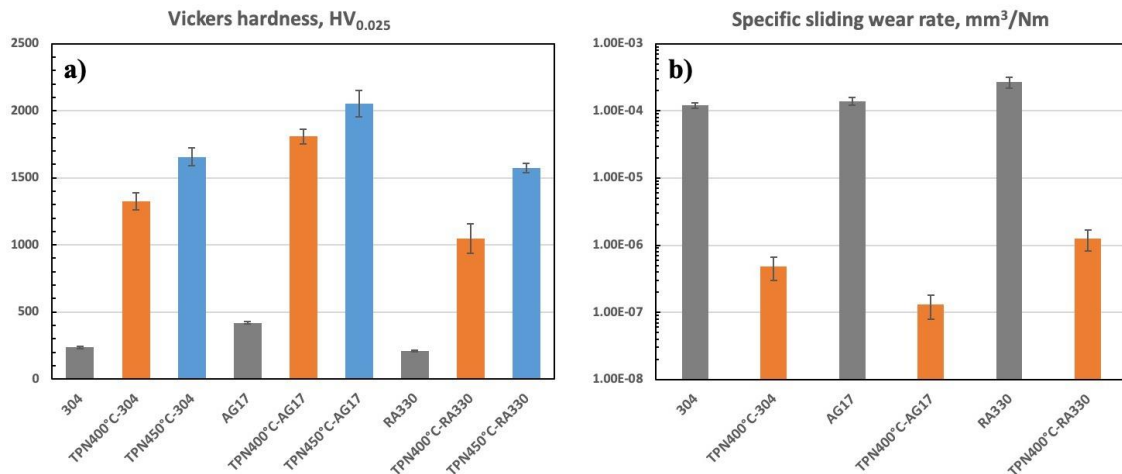 Vickers hardness, HV0.025
a)
2500
2000
1500
1000
500
0
304
TPN400°C-304
TPN450°C-304
AG17
TPN400°C-AG17
TPN450°C-AG17
RA330
TPN400°C-RA330
TPN450°C-RA330
Specific sliding wear rate, mm³/Nm
b)
1.00E-03
1.00E-04
1.00E-05
1.00E-06
1.00E-07
1.00E-08
304
TPN400°C-304
AG17
TPN400°C-AG17
RA330
TPN400°C-RA330